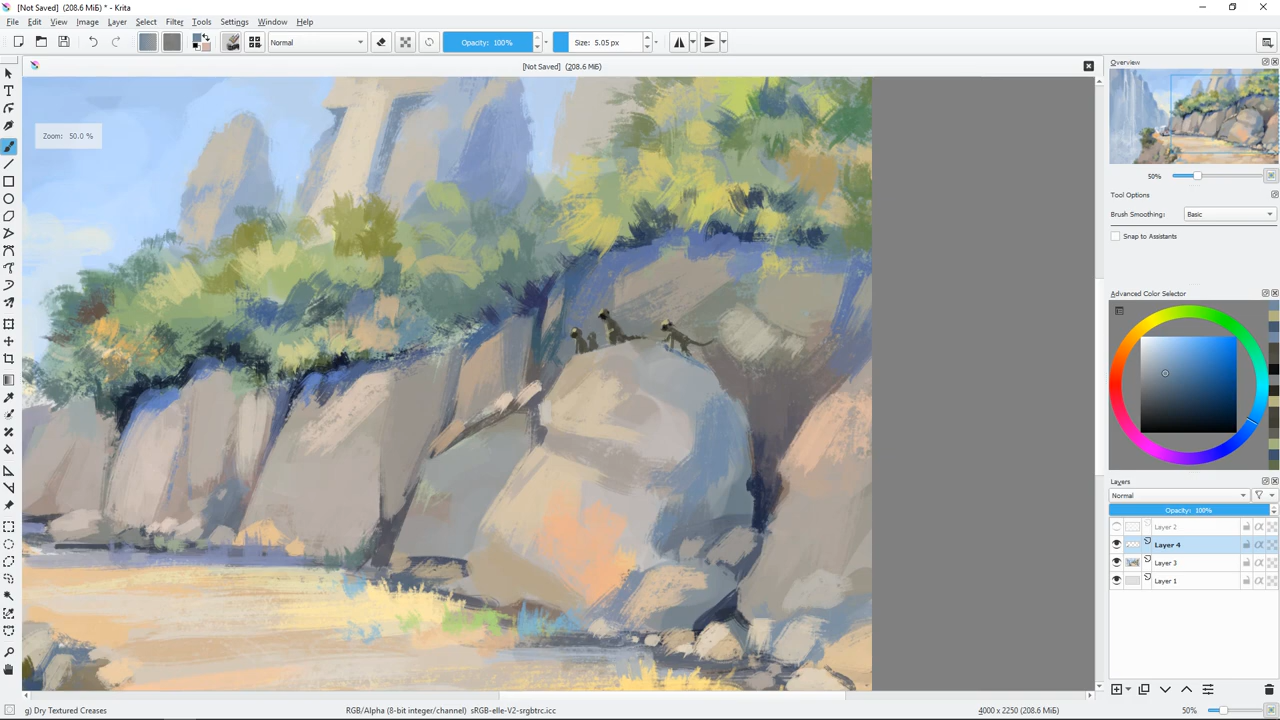 [Not Saved] (208.6 MiB) * - Krita
File Edit View Image Layer Select Filter Tools Settings Window Help
Normal
Opacity: 100%
Size: 5.05 px
[Not Saved] (208.6 MiB)
Zoom: 50.0 %
Overview
50%
Tool Options
Brush Smoothing: Basic
Snap to Assistants
Advanced Color Selector
Layers
Normal
Opacity: 100%
Layer 2
Layer 4
Layer 3
Layer 1
g) Dry Textured Creases
RGB/Alpha (8-bit integer/channel) sRGB-elle-V2-srgbtrc.icc
4000 x 2250 (208.6 MiB)
50%